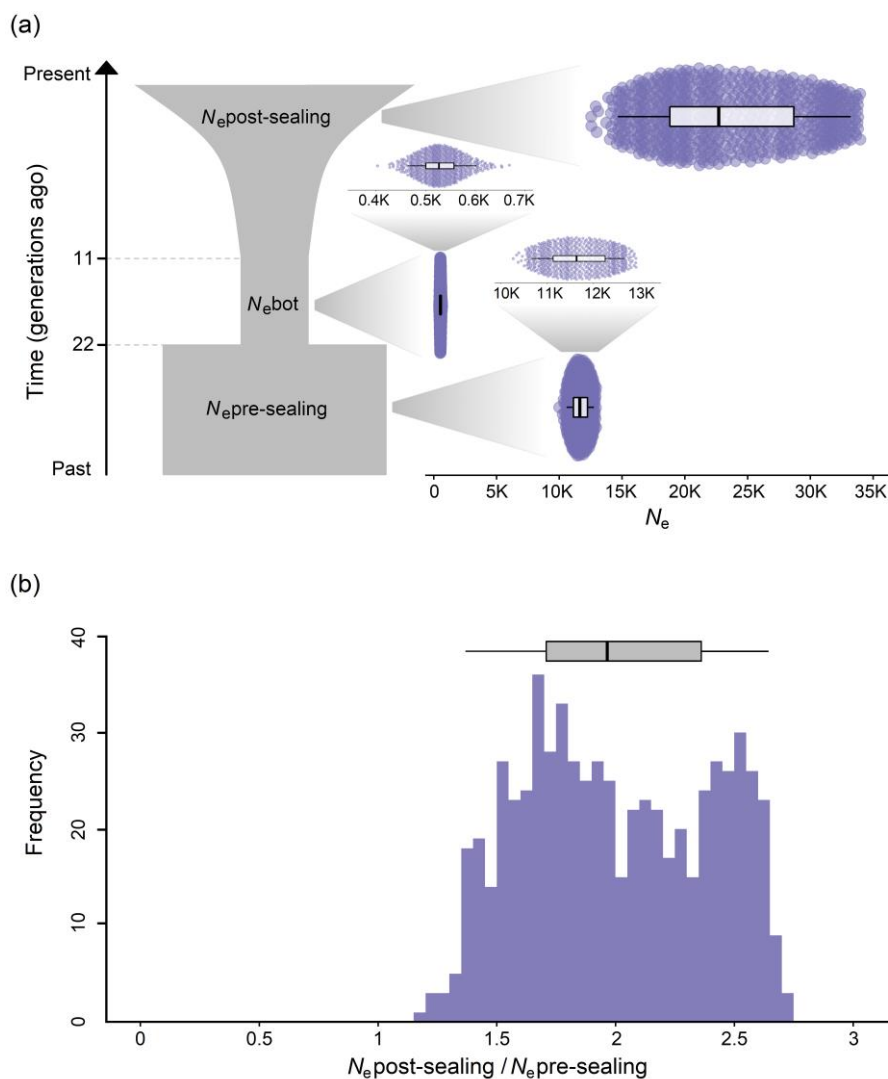 (a)
Present
Nepost-sealing
0.4K 0.5K 0.6K 0.7K
11
Nebot
10K 11K 12K 13K
22
Nepre-sealing
Past
Time (generations ago)
0 5K 10K 15K 20K 25K 30K 35K
Ne
(b)
40
30
20
10
0
Frequency
0 0.5 1 1.5 2 2.5 3
Nepost-sealing / Nepre-sealing